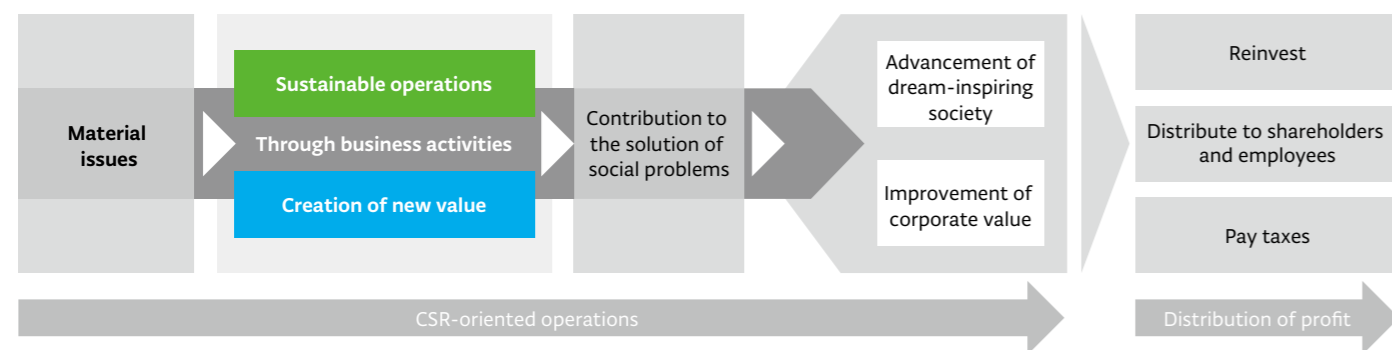 Material
issues
Sustainable operations
Through business activities
Creation of new value
Contribution to
the solution of
social problems
Advancement of
dream-inspiring
society
Improvement of
corporate value
Reinvest
Distribute to shareholders
and employees
Pay taxes
CSR-oriented operations
Distribution of profit